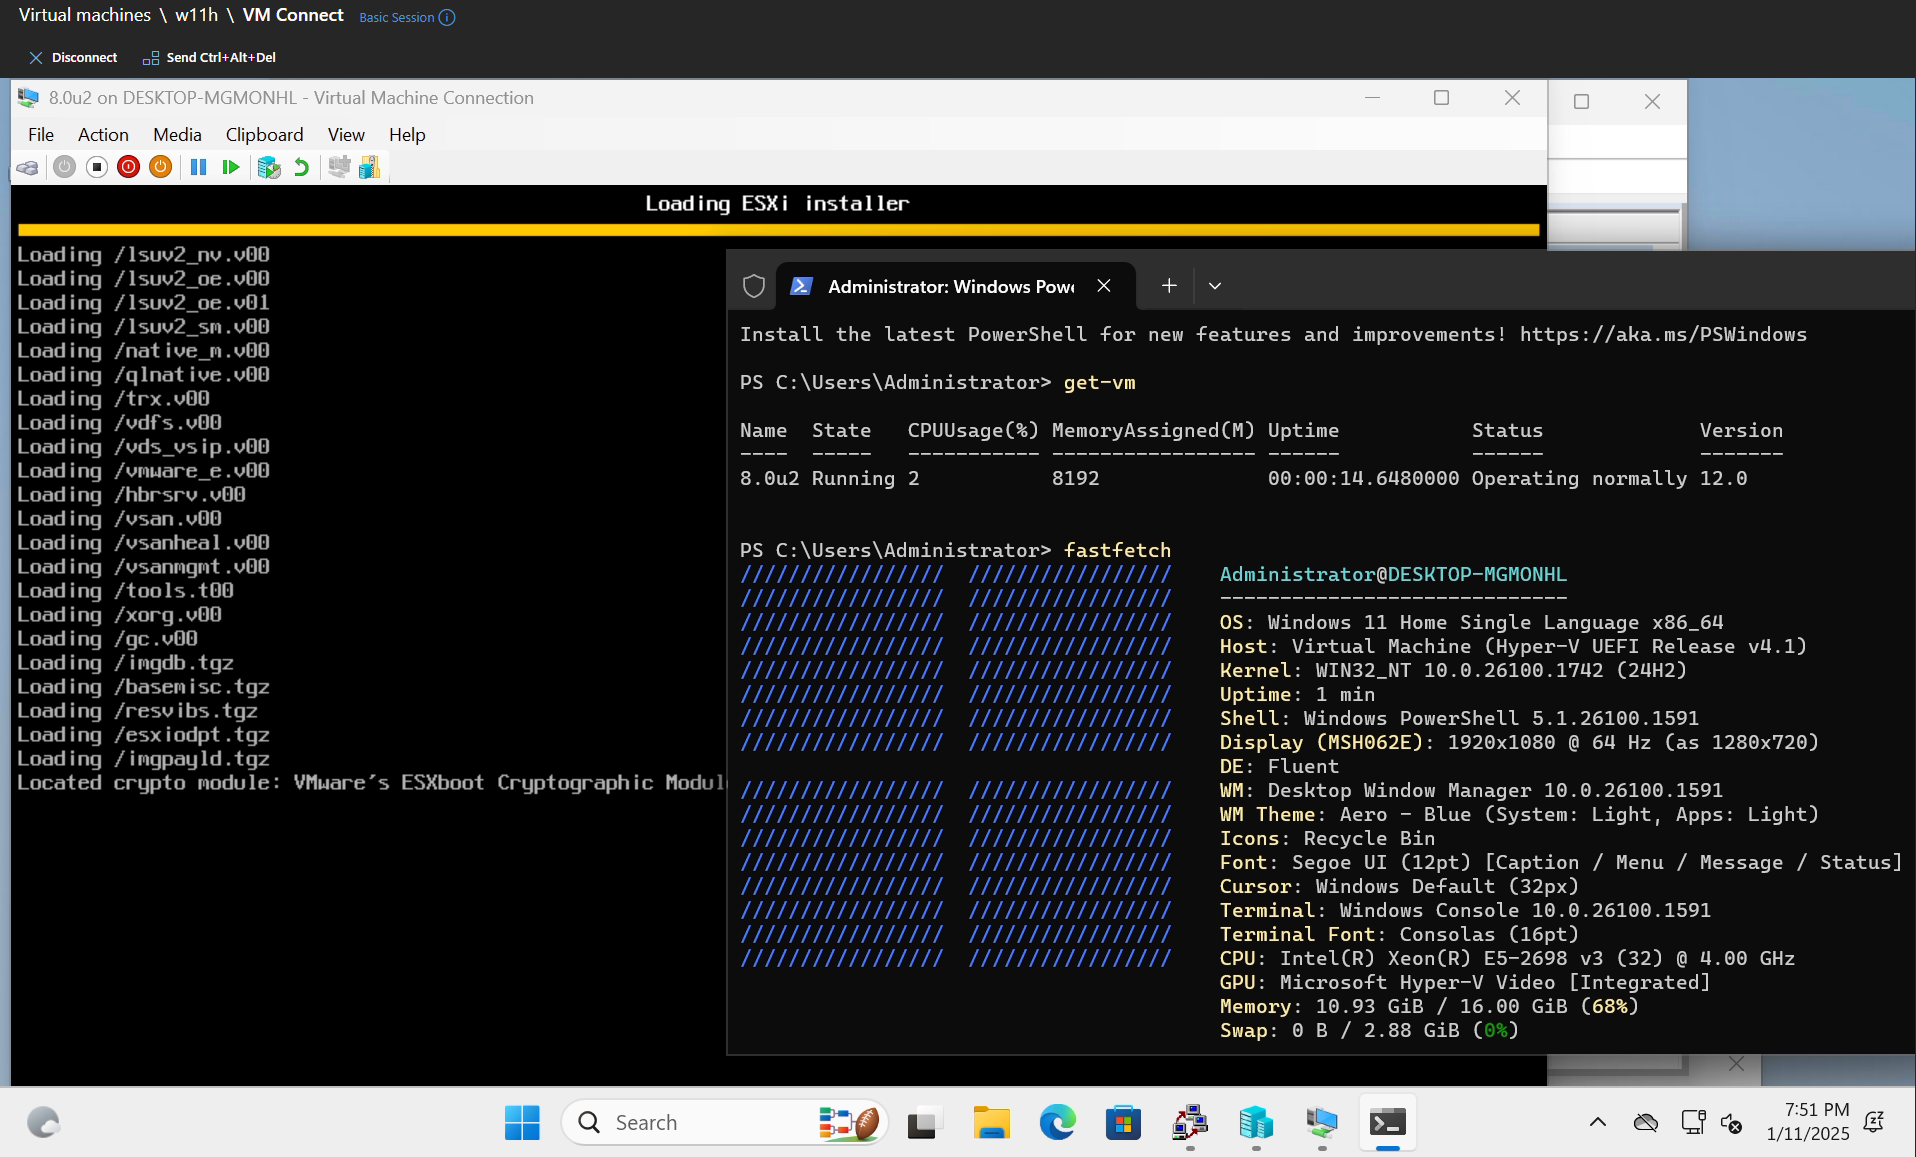 Virtual machines \ w11h \ VM Connect Basic Session
Disconnect Send Ctrl+Alt+Del
8.0u2 on DESKTOP-MGMONHL - Virtual Machine Connection
File Action Media Clipboard View Help
Loading ESXi installer
Loading /lsuv2_nv.v00
Loading /lsuv2_oe.v00
Loading /lsuv2_oe.v01
Loading /lsuv2_sm.v00
Loading /native_m.v00
Loading /qlnative.v00
Loading /trx.v00
Loading /vdfs.v00
Loading /vds_vsip.v00
Loading /vmware_e.v00
Loading /hbrsrv.v00
Loading /vsan.v00
Loading /vsanheal.v00
Loading /vsanmgmt.v00
Loading /tools.t00
Loading /xorg.v00
Loading /gc.v00
Loading /imgdb.tgz
Loading /basemisc.tgz
Loading /resvibs.tgz
Loading /esxiodpt.tgz
Loading /imgpayld.tgz
Located crypto module: VMware's ESXboot Cryptographic Modul
Administrator: Windows Powe
Install the latest PowerShell for new features and improvements! https://aka.ms/PSWindows
PS C:\Users\Administrator> get-vm
Name State CPUUsage(%) MemoryAssigned(M) Uptime Status Version
---- ----- ----------- ----------------- ------ ------ -------
8.0u2 Running 2 8192 00:00:14.6480000 Operating normally 12.0
PS C:\Users\Administrator> fastfetch
Administrator@DESKTOP-MGMONHL
-----------------------------
OS: Windows 11 Home Single Language x86_64
Host: Virtual Machine (Hyper-V UEFI Release v4.1)
Kernel: WIN32_NT 10.0.26100.1742 (24H2)
Uptime: 1 min
Shell: Windows PowerShell 5.1.26100.1591
Display (MSH062E): 1920x1080 @ 64 Hz (as 1280x720)
DE: Fluent
WM: Desktop Window Manager 10.0.26100.1591
WM Theme: Aero - Blue (System: Light, Apps: Light)
Icons: Recycle Bin
Font: Segoe UI (12pt) [Caption / Menu / Message / Status]
Cursor: Windows Default (32px)
Terminal: Windows Console 10.0.26100.1591
Terminal Font: Consolas (16pt)
CPU: Intel(R) Xeon(R) E5-2698 v3 (32) @ 4.00 GHz
GPU: Microsoft Hyper-V Video [Integrated]
Memory: 10.93 GiB / 16.00 GiB (68%)
Swap: 0 B / 2.88 GiB (0%)
Search
7:51 PM
1/11/2025